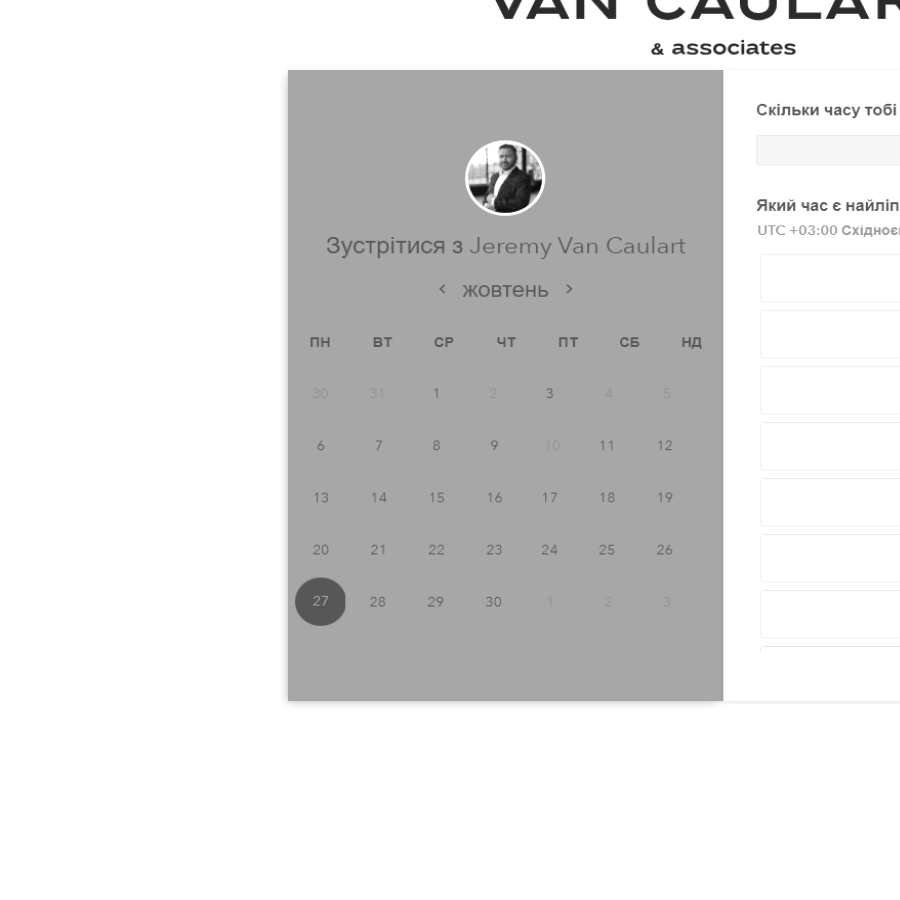 VAN CAULAR
& associates
Зустрітися з Jeremy Van Caulart
‹ жовтень ›
ПН ВТ СР ЧТ ПТ СБ НД
30 31 1 2 3 4 5
6 7 8 9 10 11 12
13 14 15 16 17 18 19
20 21 22 23 24 25 26
27 28 29 30 1 2 3
Скільки часу тобі
Який час є найліп
UTC +03:00 Східноє